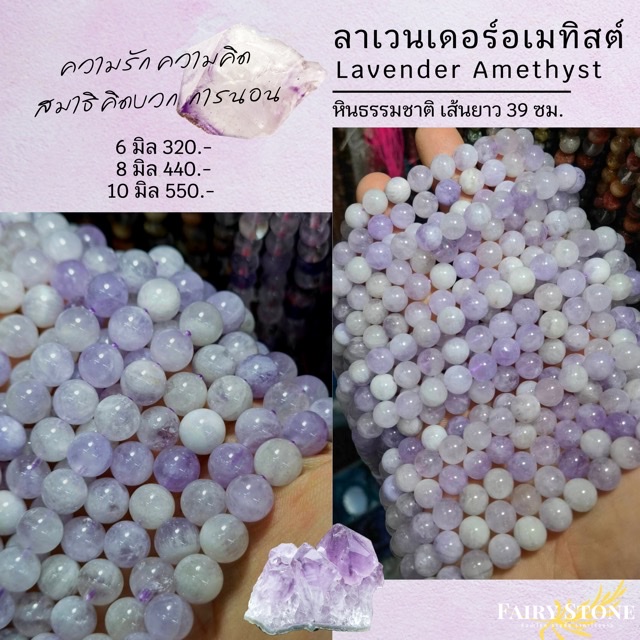 ความรัก ความคิด
สมาธิ คิดบวก การนอน
6 มิล 320.-
8 มิล 440.-
10 มิล 550.-
ลาเวนเดอร์อเมทิสต์
Lavender Amethyst
หินธรรมชาติ เส้นยาว 39 ซม.
FAIRY STONE